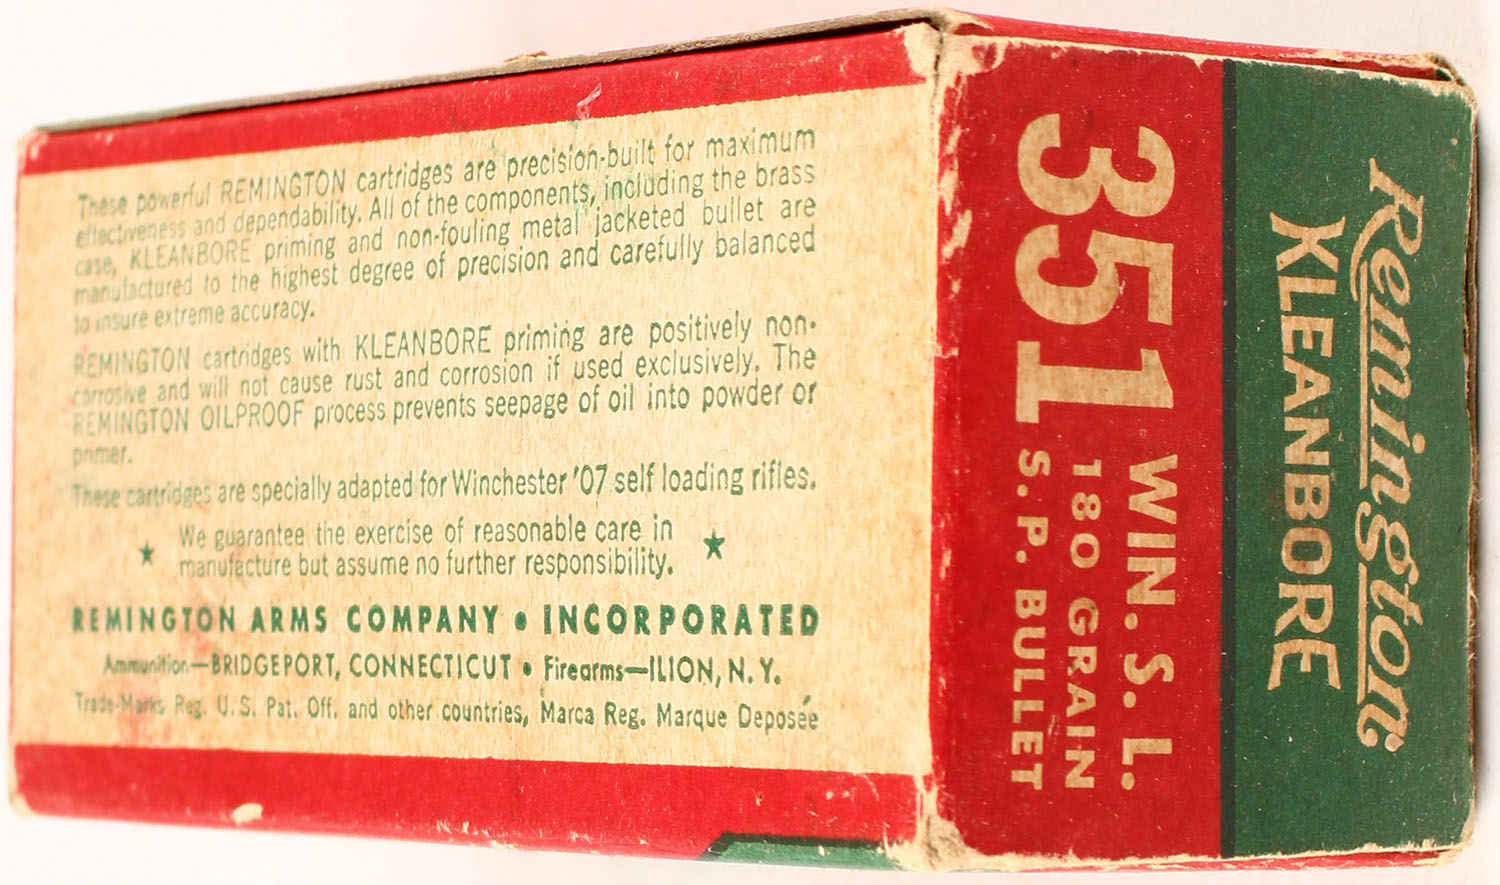 These powerful REMINGTON cartridges are precision-built for maximum
effectiveness and dependability. All of the components, including the brass
case, KLEANBORE priming and non-fouling metal jacketed bullet are
manufactured to the highest degree of precision and carefully balanced
to insure extreme accuracy.
REMINGTON cartridges with KLEANBORE priming are positively non-
corrosive and will not cause rust and corrosion if used exclusively. The
REMINGTON OILPROOF process prevents seepage of oil into powder or
primer.
These cartridges are specially adapted for Winchester '07 self loading rifles.
★ We guarantee the exercise of reasonable care in ★
manufacture but assume no further responsibility.
REMINGTON ARMS COMPANY • INCORPORATED
Ammunition—BRIDGEPORT, CONNECTICUT • Firearms—ILION, N. Y.
Trade-Marks Reg. U. S. Pat. Off. and other countries, Marca Reg. Marque Deposée
Remington
KLEANBORE
351 WIN. S. L.
180 GRAIN
S. P. BULLET